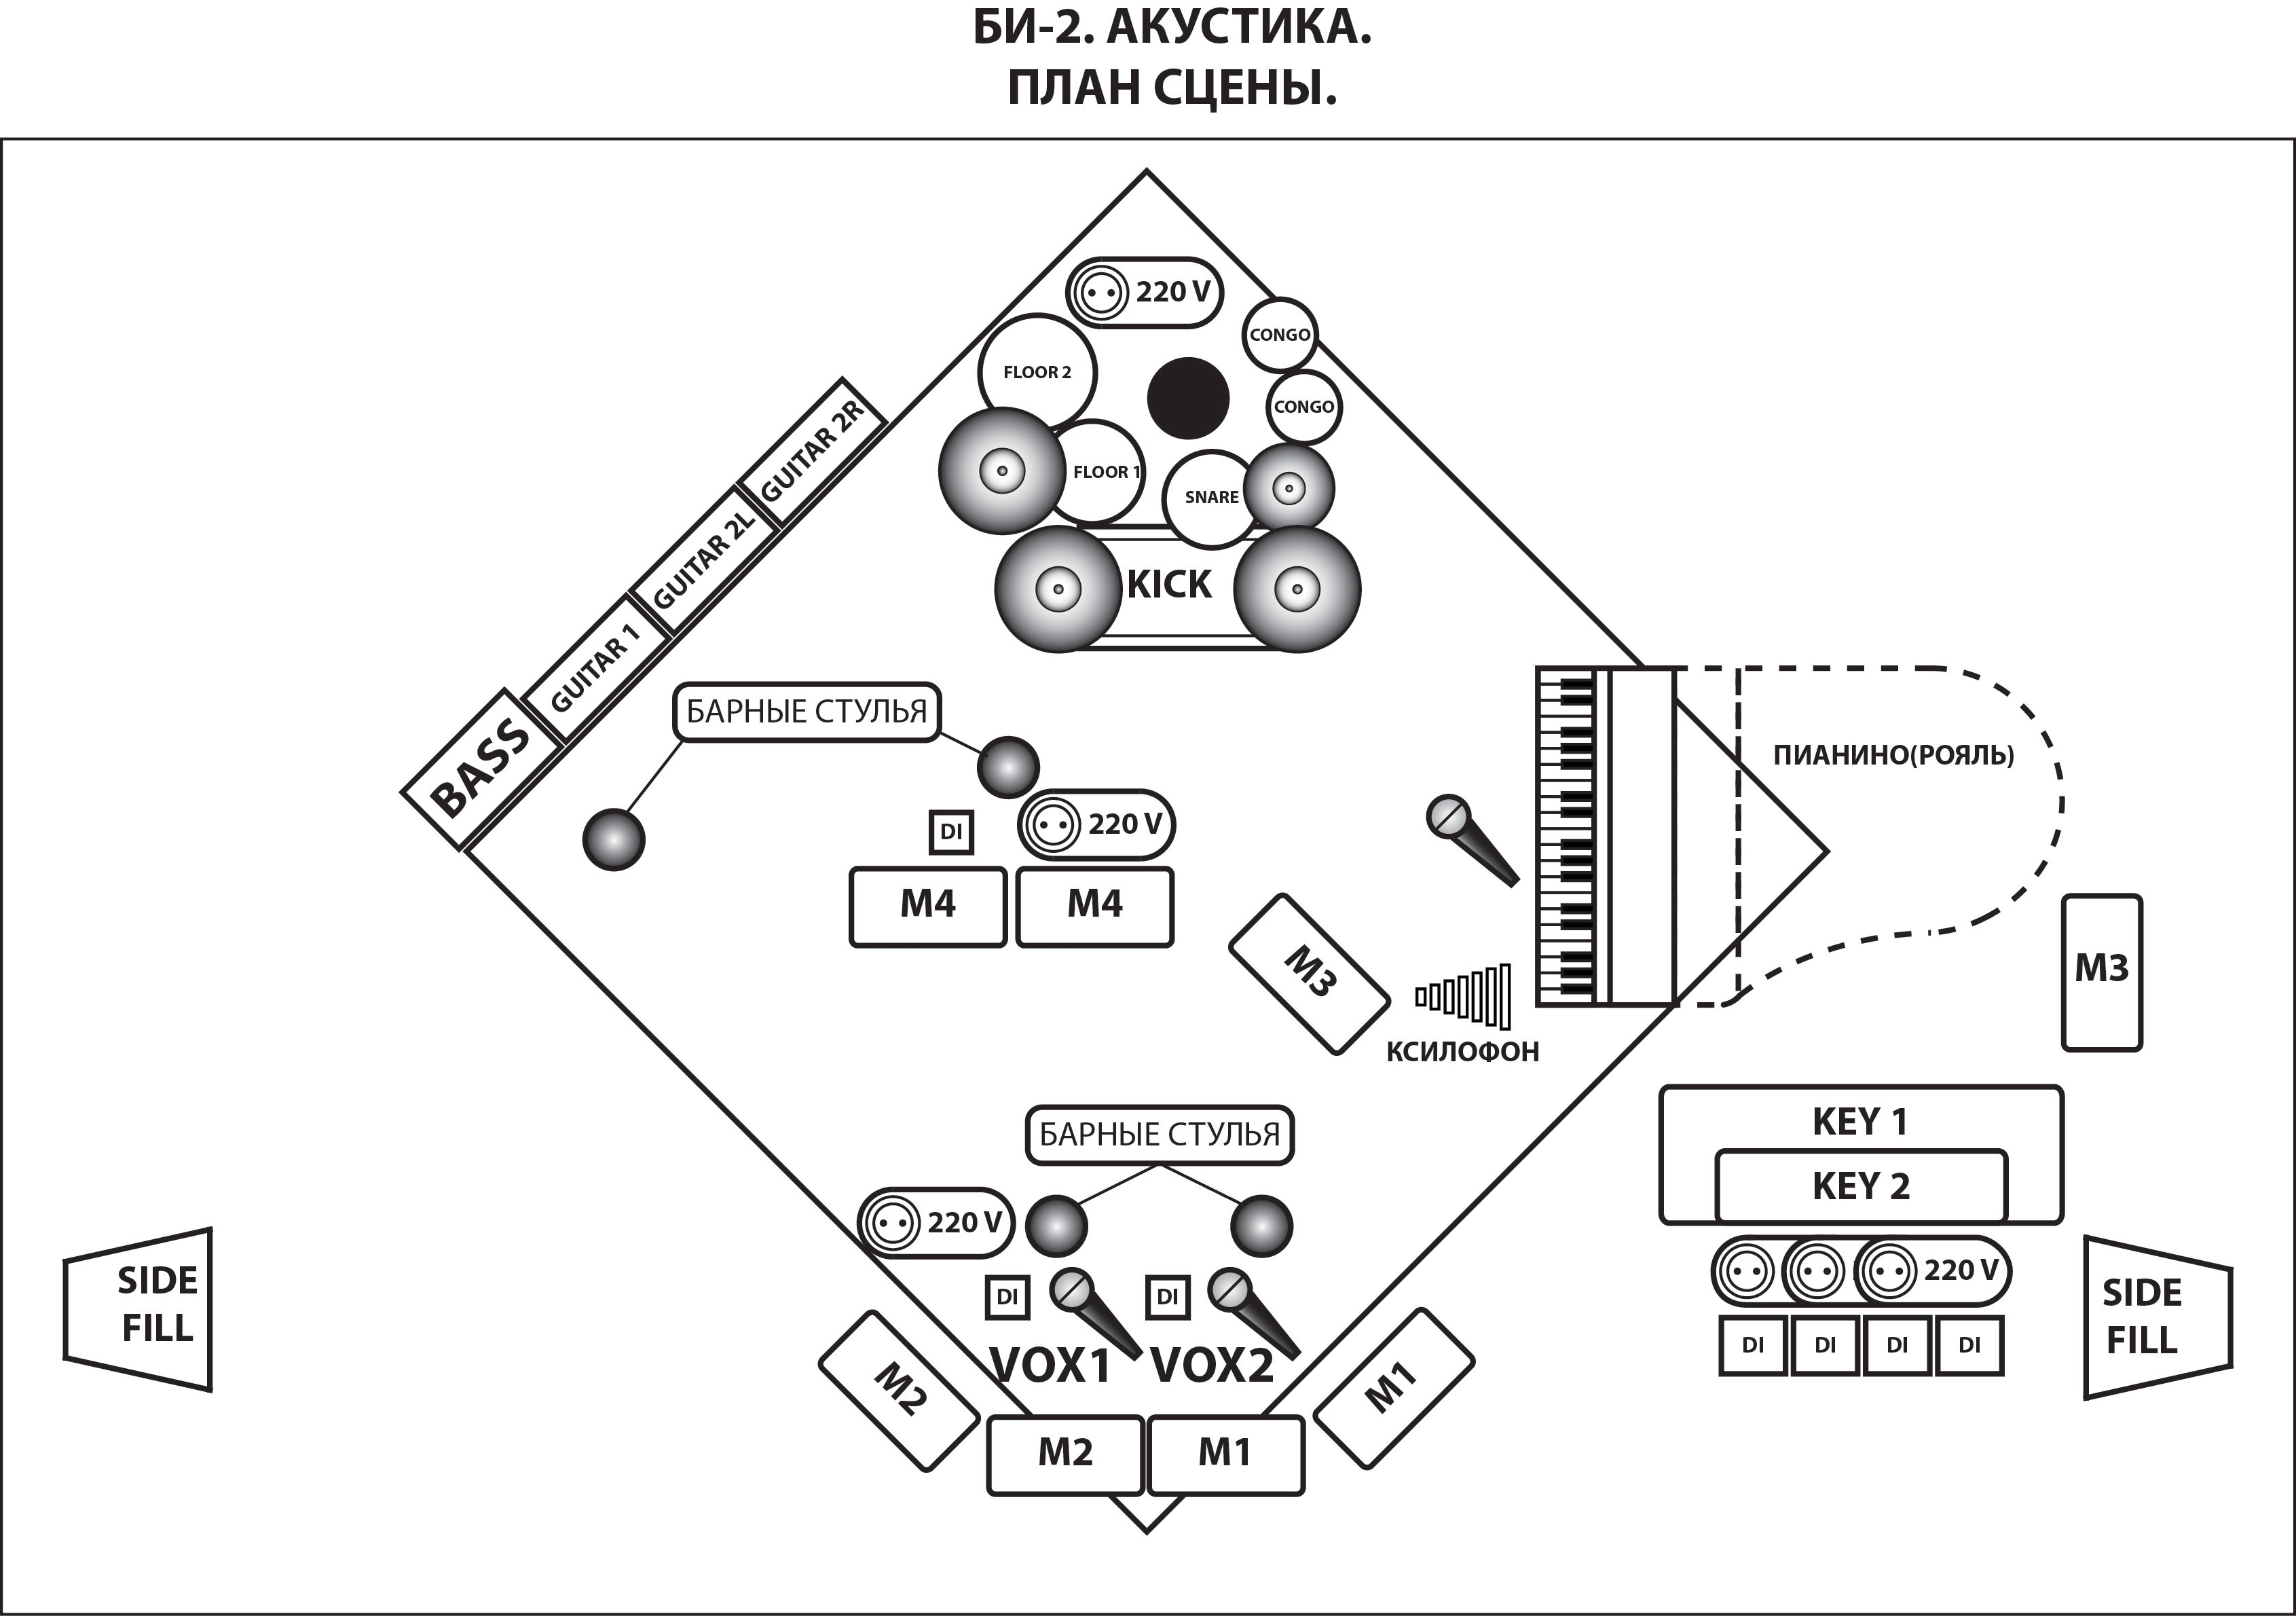 БИ-2. АКУСТИКА.
ПЛАН СЦЕНЫ.
220 V
CONGO
FLOOR 2
CONGO
GUITAR 2R
FLOOR 1
SNARE
GUITAR 2L
KICK
GUITAR 1
БАРНЫЕ СТУЛЬЯ
BASS
ПИАНИНО(РОЯЛЬ)
DI
220 V
M4
M4
M3
M3
КСИЛОФОН
KEY 1
БАРНЫЕ СТУЛЬЯ
KEY 2
220 V
SIDE
FILL
DI
DI
220 V
SIDE
FILL
DI
DI
DI
DI
VOX1
VOX2
M2
M1
M2
M1